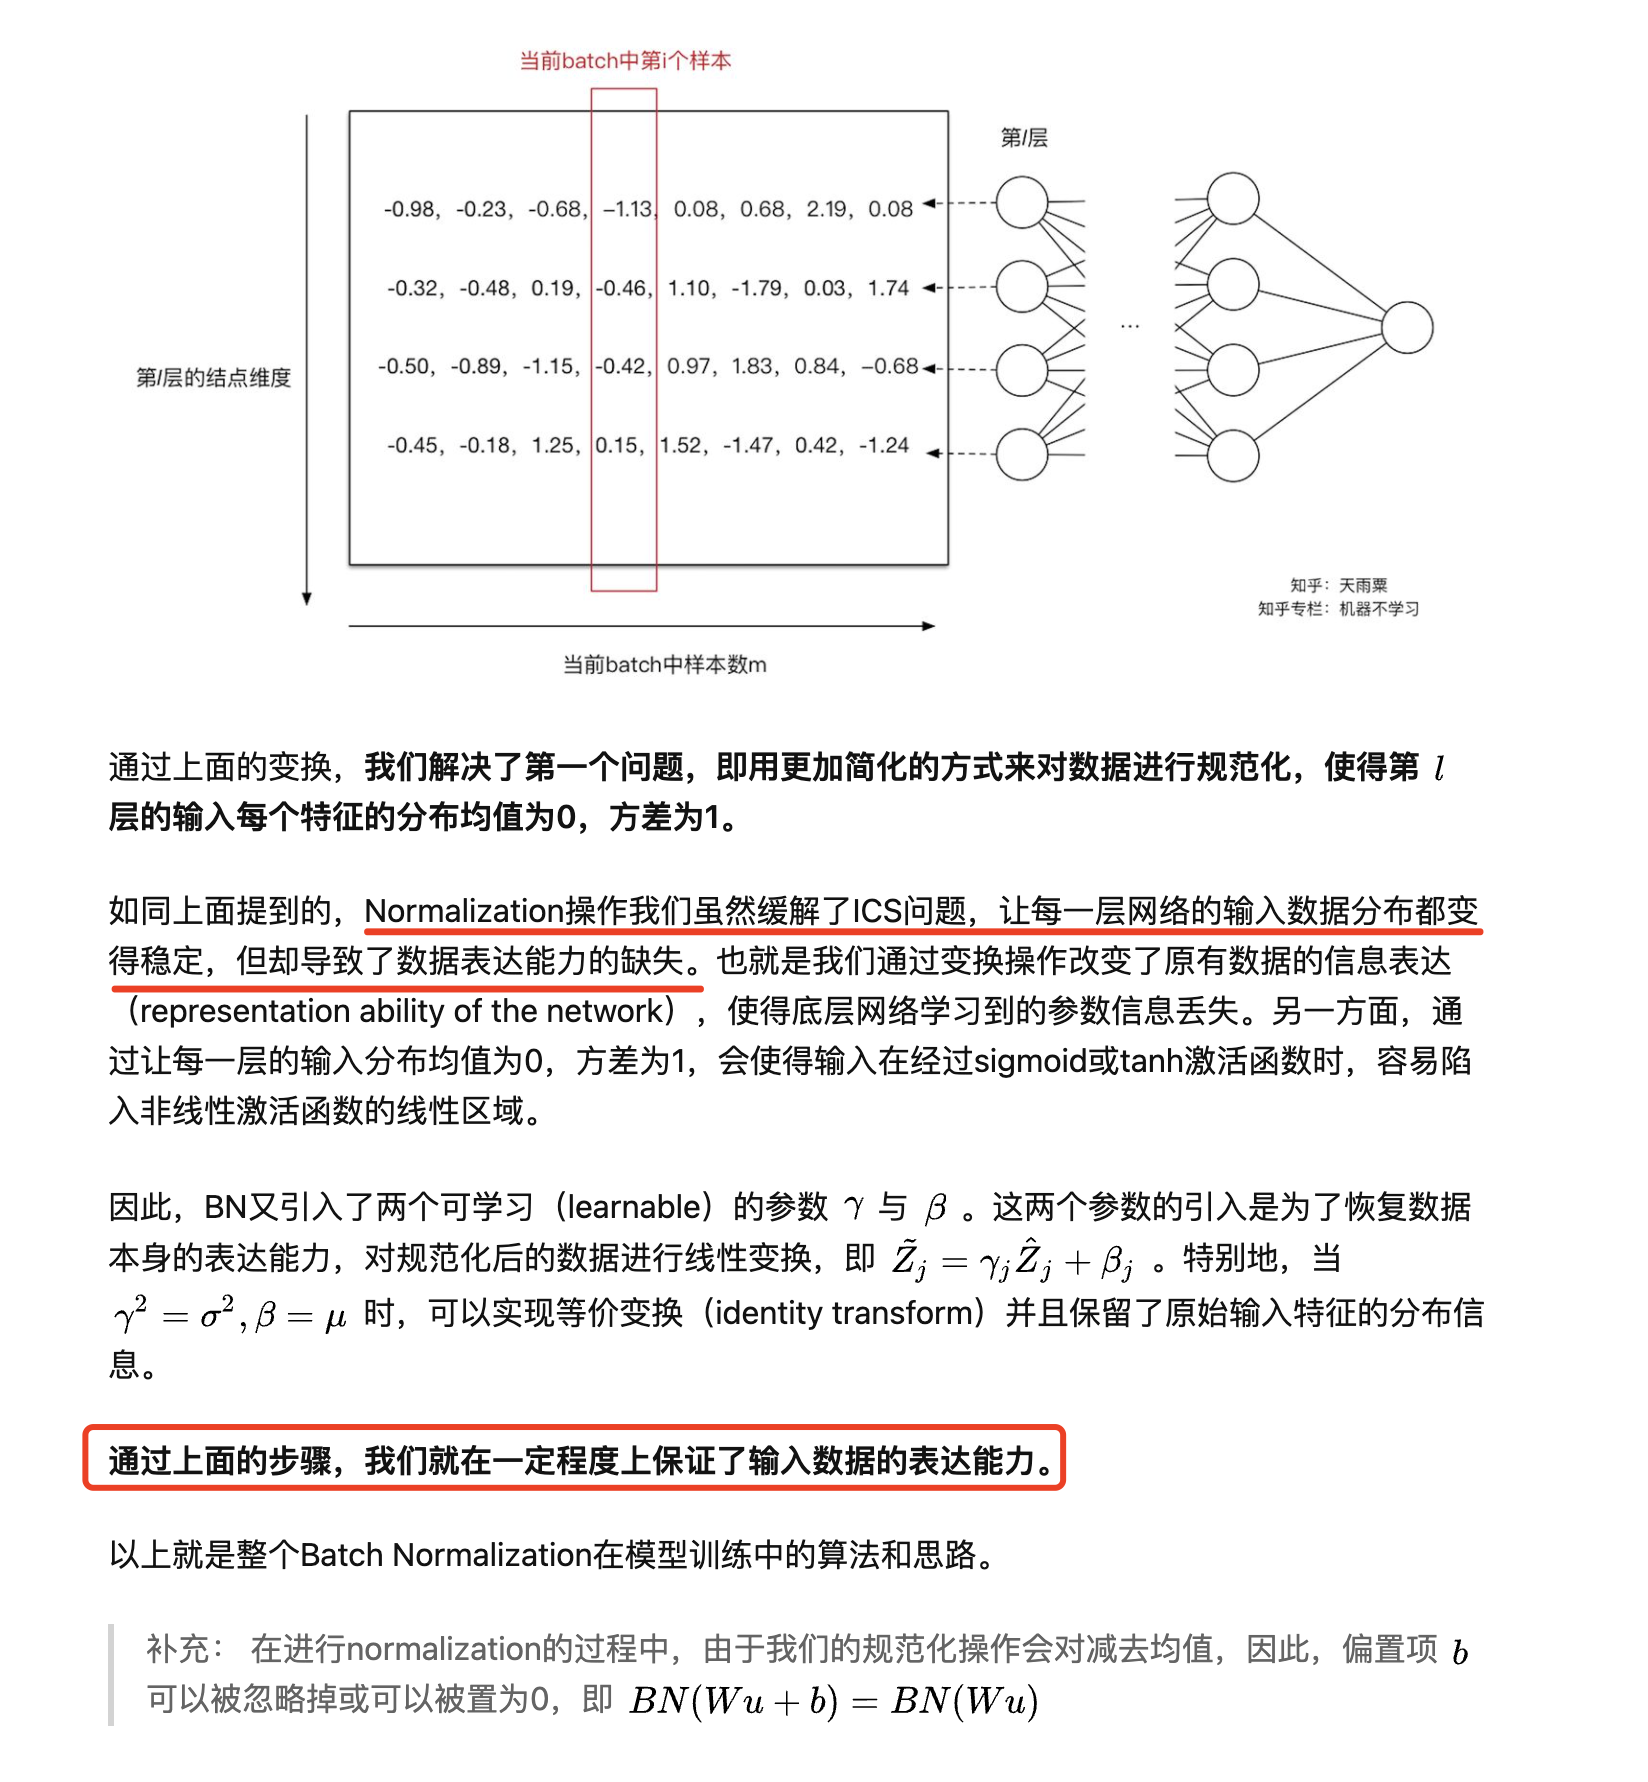 当前batch中第i个样本
第l层
-0.98, -0.23, -0.68, –1.13, 0.08, 0.68, 2.19, 0.08
-0.32, -0.48, 0.19, -0.46, 1.10, -1.79, 0.03, 1.74
...
第l层的结点维度
-0.50, -0.89, -1.15, -0.42, 0.97, 1.83, 0.84, –0.68
-0.45, -0.18, 1.25, 0.15, 1.52, -1.47, 0.42, -1.24
知乎：天雨粟
知乎专栏：机器不学习
当前batch中样本数m
通过上面的变换，我们解决了第一个问题，即用更加简化的方式来对数据进行规范化，使得第 l
层的输入每个特征的分布均值为0，方差为1。
如同上面提到的，Normalization操作我们虽然缓解了ICS问题，让每一层网络的输入数据分布都变
得稳定，但却导致了数据表达能力的缺失。也就是我们通过变换操作改变了原有数据的信息表达
（representation ability of the network），使得底层网络学习到的参数信息丢失。另一方面，通
过让每一层的输入分布均值为0，方差为1，会使得输入在经过sigmoid或tanh激活函数时，容易陷
入非线性激活函数的线性区域。
因此，BN又引入了两个可学习（learnable）的参数 γ 与 β 。这两个参数的引入是为了恢复数据
本身的表达能力，对规范化后的数据进行线性变换，即 Z̃ⱼ = γⱼẐⱼ + βⱼ 。特别地，当
γ² = σ², β = μ 时，可以实现等价变换（identity transform）并且保留了原始输入特征的分布信
息。
通过上面的步骤，我们就在一定程度上保证了输入数据的表达能力。
以上就是整个Batch Normalization在模型训练中的算法和思路。
补充： 在进行normalization的过程中，由于我们的规范化操作会对减去均值，因此，偏置项 b
可以被忽略掉或可以被置为0，即 BN(Wu + b) = BN(Wu)